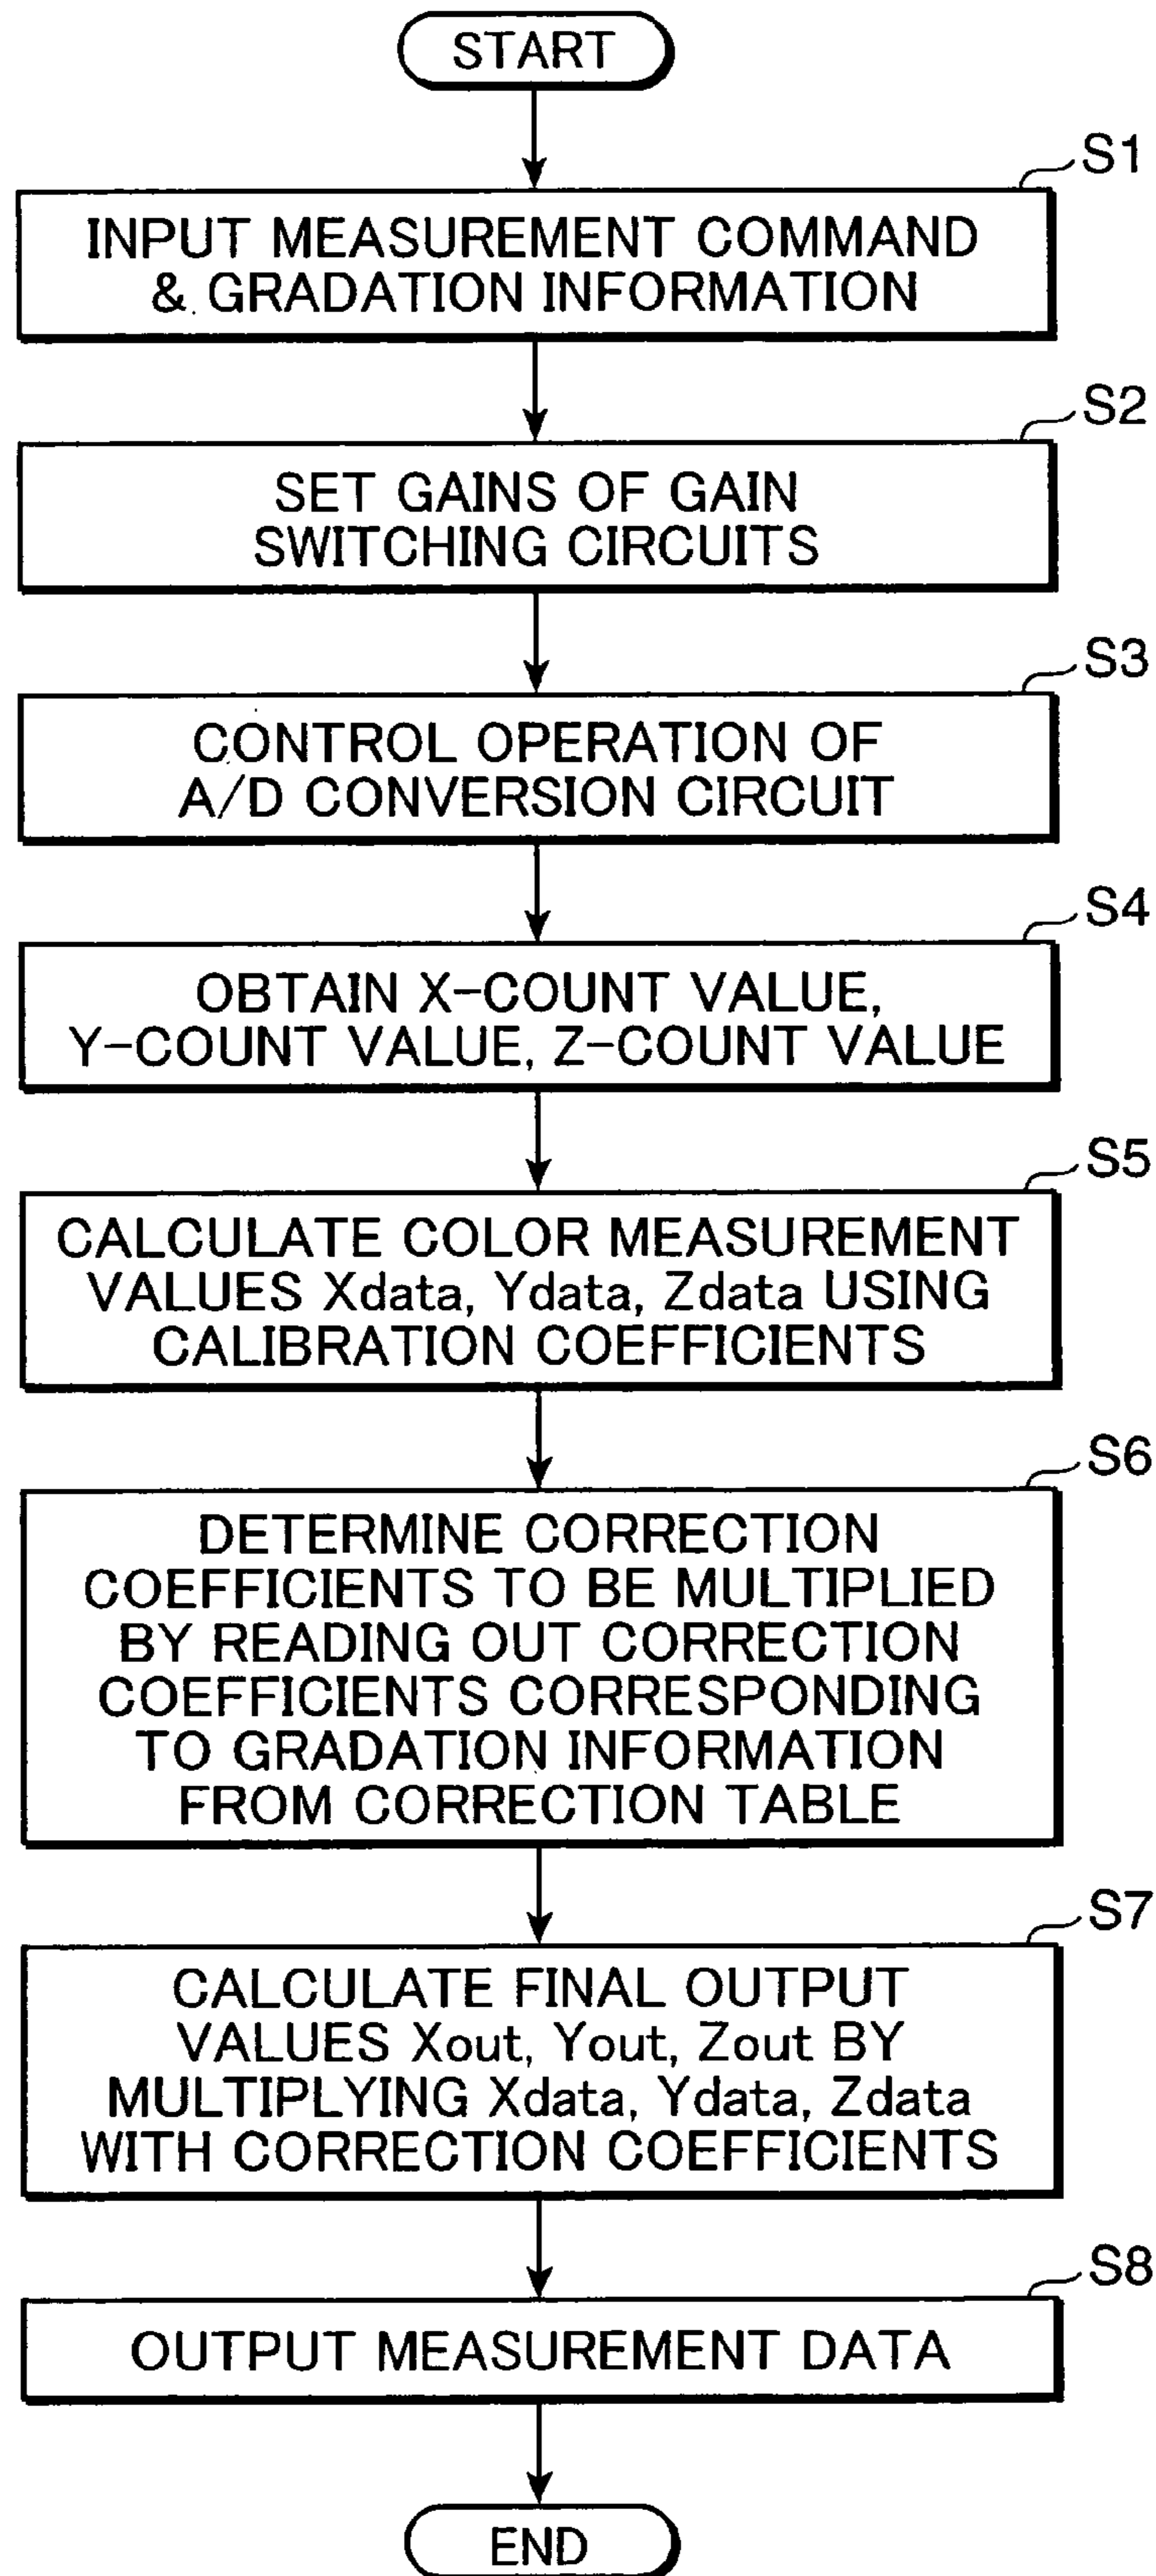 START
S1
INPUT MEASUREMENT COMMAND
& GRADATION INFORMATION
S2
SET GAINS OF GAIN
SWITCHING CIRCUITS
S3
CONTROL OPERATION OF
A/D CONVERSION CIRCUIT
S4
OBTAIN X-COUNT VALUE,
Y-COUNT VALUE, Z-COUNT VALUE
S5
CALCULATE COLOR MEASUREMENT
VALUES Xdata, Ydata, Zdata USING
CALIBRATION COEFFICIENTS
S6
DETERMINE CORRECTION
COEFFICIENTS TO BE MULTIPLIED
BY READING OUT CORRECTION
COEFFICIENTS CORRESPONDING
TO GRADATION INFORMATION
FROM CORRECTION TABLE
S7
CALCULATE FINAL OUTPUT
VALUES Xout, Yout, Zout BY
MULTIPLYING Xdata, Ydata, Zdata
WITH CORRECTION COEFFICIENTS
S8
OUTPUT MEASUREMENT DATA
END